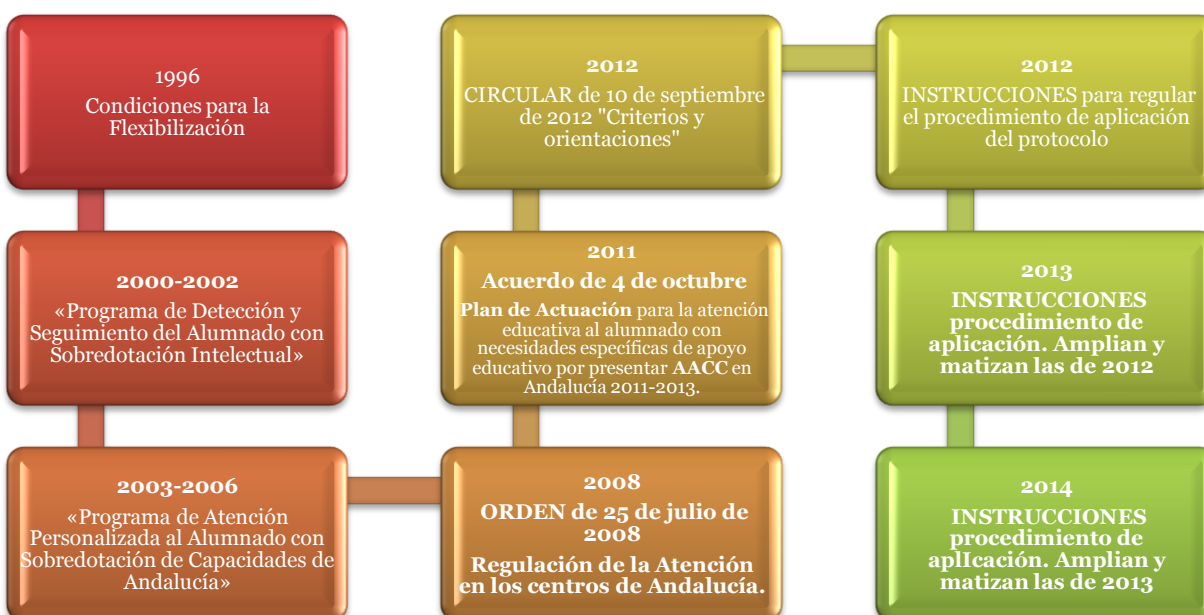 1996
Condiciones para la
Flexibilización
2000-2002
«Programa de Detección y
Seguimiento del Alumnado con
Sobredotación Intelectual»
2003-2006
«Programa de Atención
Personalizada al Alumnado con
Sobredotación de Capacidades de
Andalucía»
2008
ORDEN de 25 de julio de
2008
Regulación de la Atención
en los centros de Andalucía.
2011
Acuerdo de 4 de octubre
Plan de Actuación para la atención
educativa al alumnado con
necesidades específicas de apoyo
educativo por presentar AACC en
Andalucía 2011-2013.
2012
CIRCULAR de 10 de septiembre
de 2012 "Criterios y
orientaciones"
2012
INSTRUCCIONES para regular
el procedimiento de aplicación
del protocolo
2013
INSTRUCCIONES
procedimiento de
aplicación. Amplian y
matizan las de 2012
2014
INSTRUCCIONES
procedimiento de
aplIcación. Amplian y
matizan las de 2013